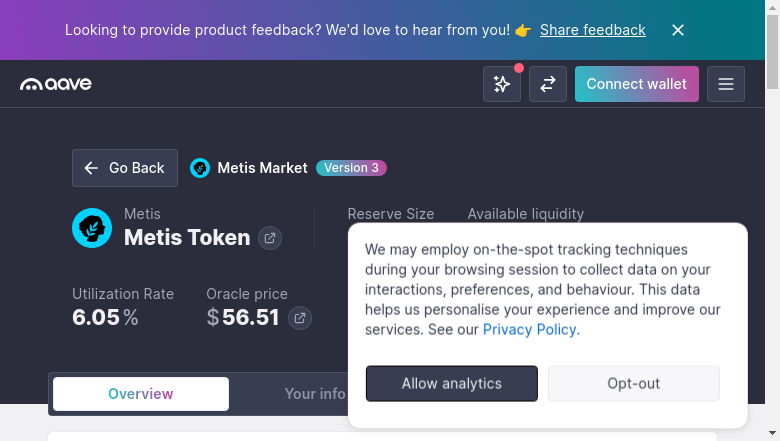 Looking to provide product feedback? We'd love to hear from you! 👉 Share feedback
aave
Connect wallet
Go Back
Metis Market
Version 3
Metis
Metis Token
Reserve Size
Available liquidity
Utilization Rate
6.05%
Oracle price
$56.51
We may employ on-the-spot tracking techniques
during your browsing session to collect data on your
interactions, preferences, and behaviour. This data
helps us personalise your experience and improve our
services. See our Privacy Policy.
Allow analytics
Opt-out
Overview
Your info